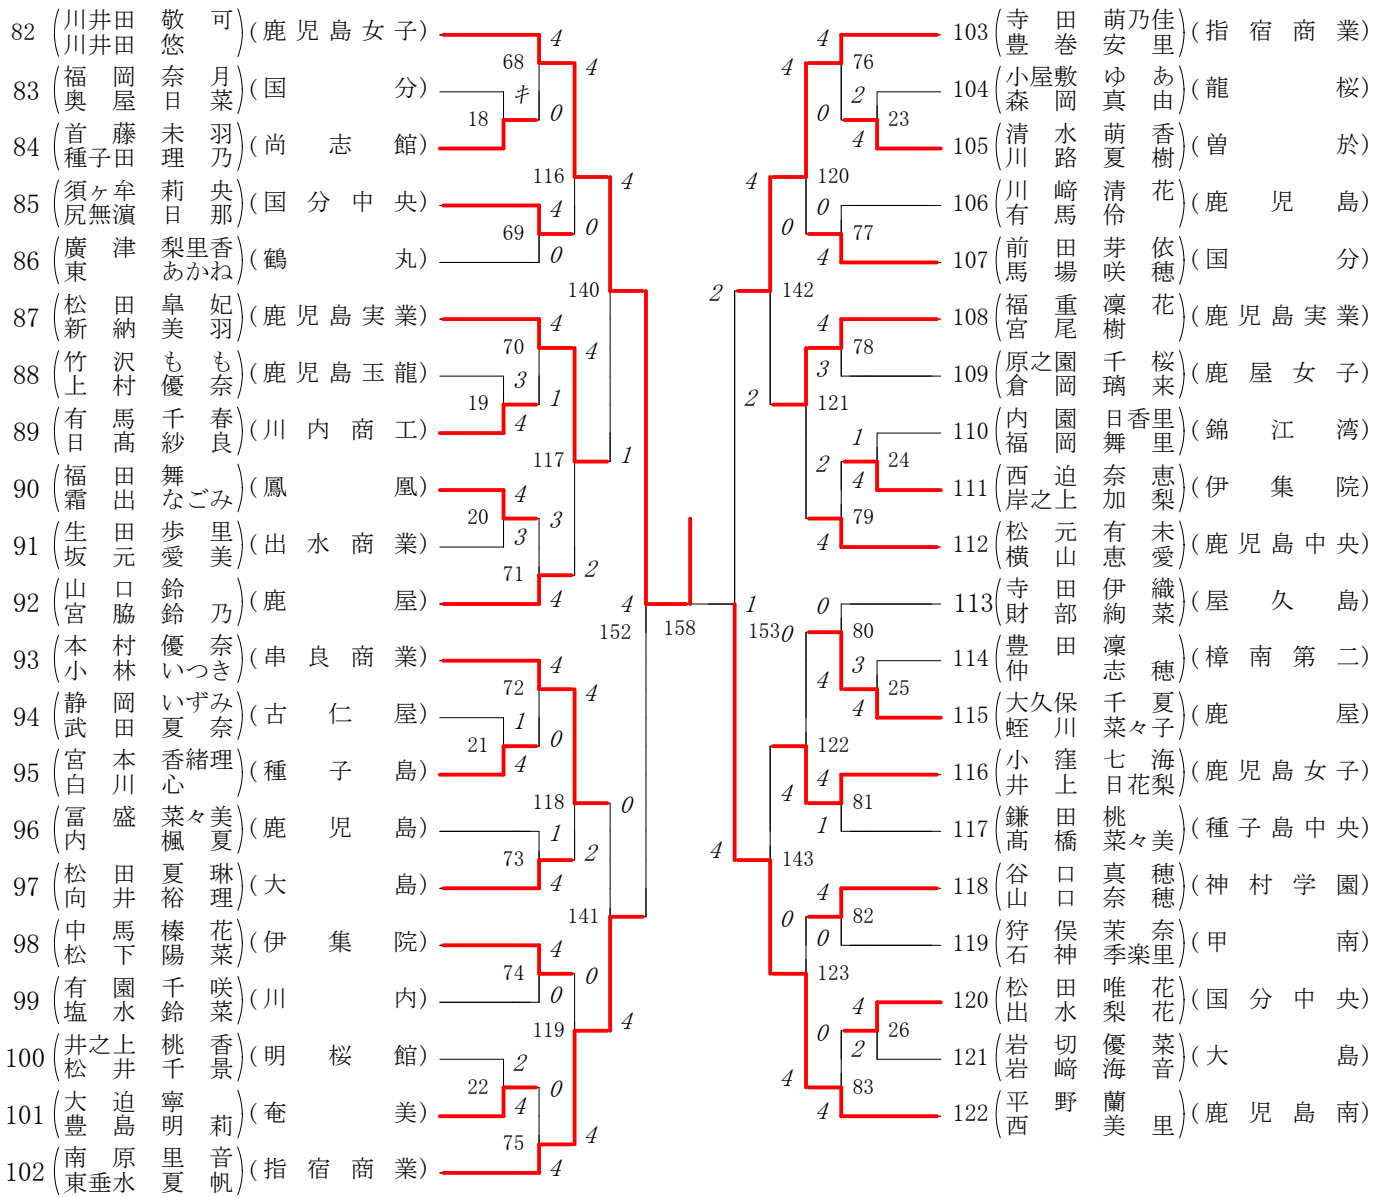 82 川井田 敬 可 川井田 悠 (鹿児島女子)
83 福岡 奈月 奥屋 日菜 (国分)
84 首藤 未羽 種子田 理乃 (尚志館)
85 須ヶ牟 莉央 尻無濵 日那 (国分中央)
86 廣津 梨里香 東 あかね (鶴丸)
87 松田 皐妃 新納 美羽 (鹿児島実業)
88 竹沢 もも 上村 優奈 (鹿児島玉龍)
89 有馬 千春 日髙 紗良 (川内商工)
90 福田 舞 霜出 なごみ (鳳凰)
91 生田 歩里 坂元 愛美 (出水商業)
92 山口 鈴 宮脇 鈴乃 (鹿屋)
93 本村 優奈 小林 いつき (串良商業)
94 静岡 いずみ 武田 夏奈 (古仁屋)
95 宮本 香緒理 白川 心 (種子島)
96 冨盛 菜々美 内 楓夏 (鹿児島)
97 松田 夏琳 向井 裕理 (大島)
98 中馬 榛花 松下 陽菜 (伊集院)
99 有園 千咲 塩水 鈴菜 (川内)
100 井之上 桃香 松井 千景 (明桜館)
101 大迫 寧 豊島 明莉 (奄美)
102 南原 里音 東垂水 夏帆 (指宿商業)
68 4 4
18 キ 0
116 4
69 4 0 0
140
70 4 4
19 3 1 4
117 1
20 4 3 3
71 2 4
152 4
72 4 4
21 1 0 4
118 0
73 1 2 4
141
74 4 0 0
119 4
22 2 0 4
75 4 4
158
103 寺田 萌乃佳 豊巻 安里 (指宿商業)
104 小屋敷 ゆあ 森岡 真由 (龍桜)
105 清水 萌香 川路 夏樹 (曽於)
106 川﨑 清花 有馬 伶 (鹿児島)
107 前田 芽依 馬場 咲穂 (国分)
108 福重 凜花 宮尾 樹 (鹿児島実業)
109 原之園 千桜 倉岡 璃来 (鹿屋女子)
110 内園 日香里 福岡 舞里 (錦江湾)
111 西迫 奈恵 岸之上 加梨 (伊集院)
112 松元 有未 横山 恵愛 (鹿児島中央)
113 寺田 伊織 財部 絢菜 (屋久島)
114 豊田 凜 仲 志穂 (樟南第二)
115 大久保 千夏 蛭川 菜々子 (鹿屋)
116 小窪 七海 井上 日花梨 (鹿児島女子)
117 鎌田 桃 髙橋 菜々美 (種子島中央)
118 谷口 真穂 山口 奈穂 (神村学園)
119 狩俣 茉奈 石神 季楽里 (甲南)
120 松田 唯花 出水 梨花 (国分中央)
121 岩切 優菜 岩﨑 海音 (大島)
122 平野 蘭 西 美里 (鹿児島南)
4 4 76
0 2 23 4
4 120
0 0 77 4
2 142
4 78 3
2 121
1 24
2 4 79 4
1 153
0 0 80
4 3 25 4
122
4 4 81 1
4 143
4 82
0 0
123
4 26
0 2 83
4 4